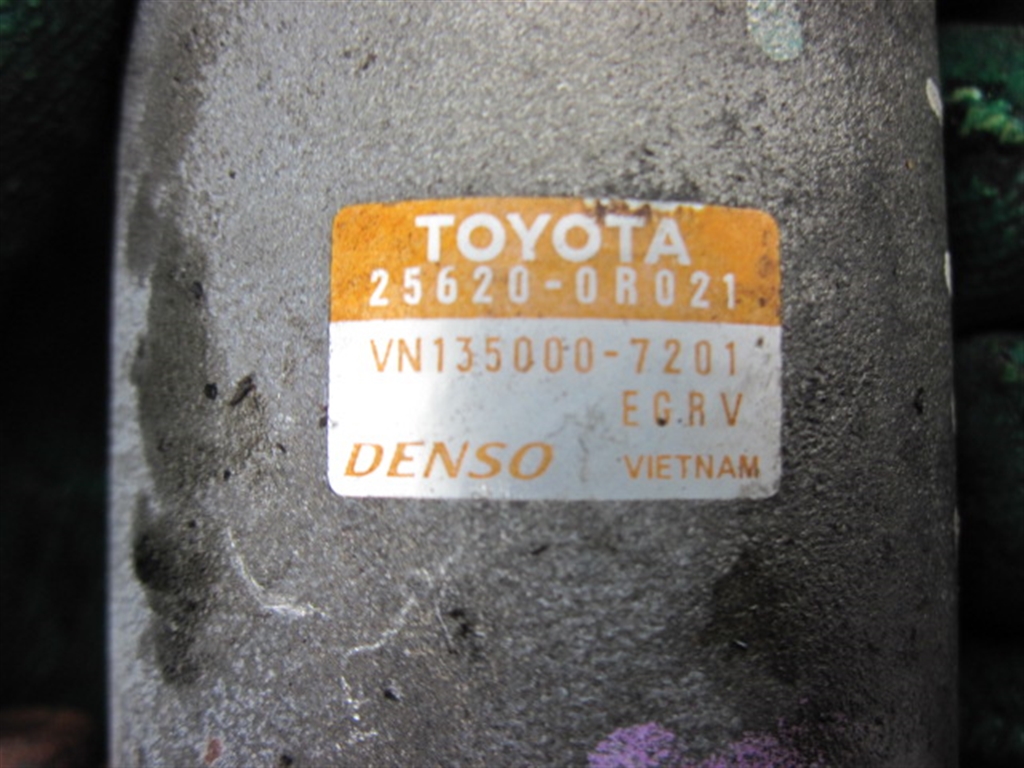 TOYOTA
25620-0R021
VN135000-7201
EGRV
DENSO VIETNAM